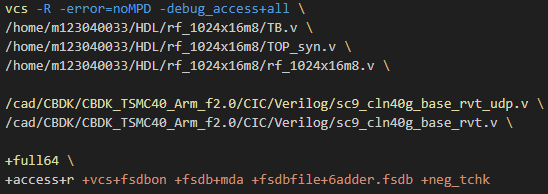 vcs -R -error=noMPD -debug_access+all \
/home/m123040033/HDL/rf_1024x16m8/TB.v \
/home/m123040033/HDL/rf_1024x16m8/TOP_syn.v \
/home/m123040033/HDL/rf_1024x16m8/rf_1024x16m8.v \
/cad/CBDK/CBDK_TSMC40_Arm_f2.0/CIC/Verilog/sc9_cln40g_base_rvt_udp.v \
/cad/CBDK/CBDK_TSMC40_Arm_f2.0/CIC/Verilog/sc9_cln40g_base_rvt.v \
+full64 \
+access+r +vcs+fsdbon +fsdb+mda +fsdbfile+6adder.fsdb +neg_tchk